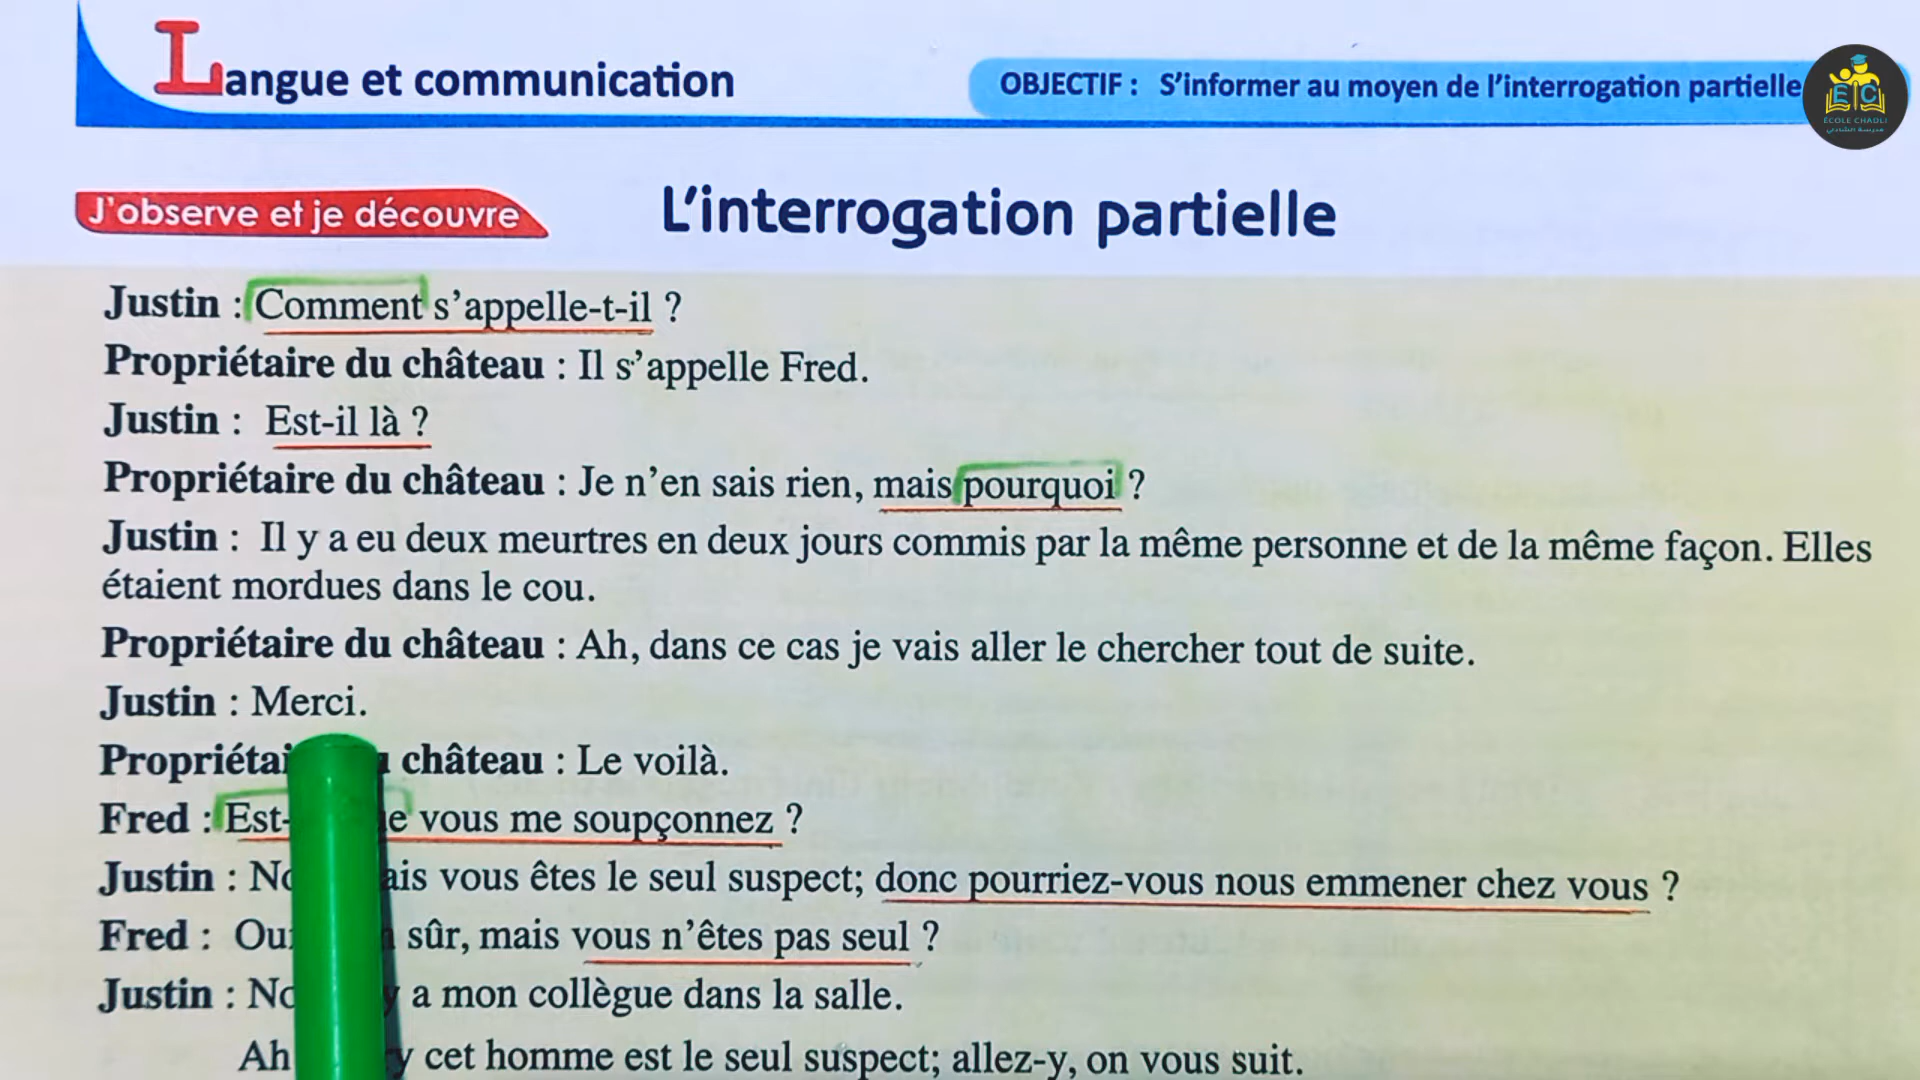 Langue et communication
OBJECTIF : S'informer au moyen de l'interrogation partielle
ÉCOLE CHAOLI
J'observe et je découvre
L'interrogation partielle
Justin : Comment s'appelle-t-il ?
Propriétaire du château : Il s'appelle Fred.
Justin : Est-il là ?
Propriétaire du château : Je n'en sais rien, mais pourquoi ?
Justin : Il y a eu deux meurtres en deux jours commis par la même personne et de la même façon. Elles
étaient mordues dans le cou.
Propriétaire du château : Ah, dans ce cas je vais aller le chercher tout de suite.
Justin : Merci.
château : Le voilà.
Fred : vous me soupçonnez ?
Justin : vous êtes le seul suspect; donc pourriez-vous nous emmener chez vous ?
Fred : sûr, mais vous n'êtes pas seul ?
Justin : a mon collègue dans la salle.
Ah cet homme est le seul suspect; allez-y, on vous suit.